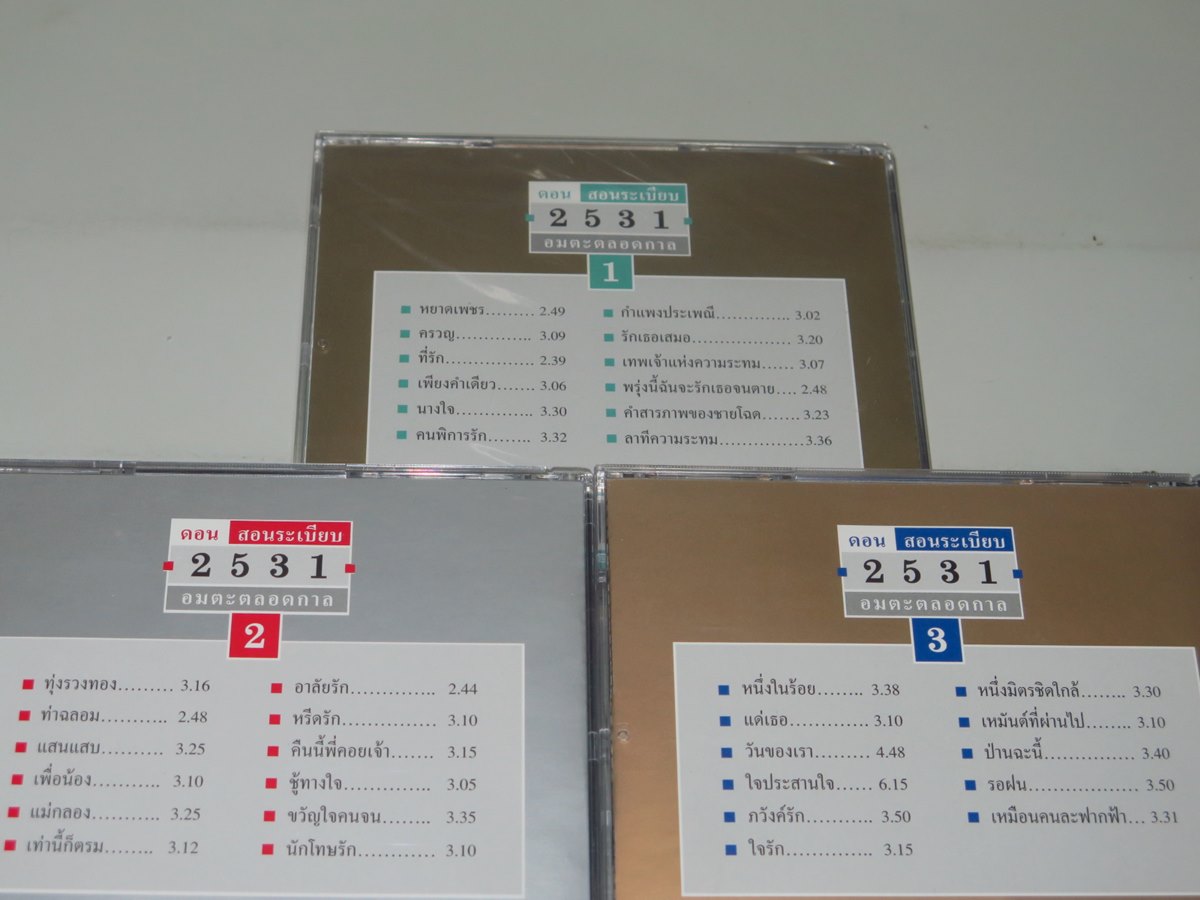 ดอน สอนระเบียบ
2 5 3 1
อมตะตลอดกาล
1
หยาดเพชร......... 2.49
ครวญ............. 3.09
ที่รัก............... 2.39
เพียงคำเดียว....... 3.06
นางใจ............. 3.30
คนพิการรัก........ 3.32
กำแพงประเพณี............. 3.02
รักเธอเสมอ................. 3.20
เทพเจ้าแห่งความระทม...... 3.07
พรุ่งนี้ฉันจะรักเธอจนตาย.... 2.48
คำสารภาพของชายโฉด....... 3.23
ลาทีความระทม..............3.36
ดอน สอนระเบียบ
2 5 3 1
อมตะตลอดกาล
2
ทุ่งรวงทอง......... 3.16
ท่าฉลอม........... 2.48
แสนแสบ.......... 3.25
เพื่อน้อง........... 3.10
แม่กลอง........... 3.25
เท่านี้ก็ตรม........ 3.12
อาลัยรัก.............. 2.44
หรีดรัก.............. 3.10
คืนนี้พี่คอยเจ้า....... 3.15
ชู้ทางใจ............. 3.05
ขวัญใจคนจน........ 3.35
นักโทษรัก............ 3.10
ดอน สอนระเบียบ
2 5 3 1
อมตะตลอดกาล
3
หนึ่งในร้อย........ 3.38
แด่เธอ............. 3.10
วันของเรา......... 4.48
ใจประสานใจ...... 6.15
ภวังค์รัก........... 3.50
ใจรัก.............. 3.15
หนึ่งมิตรชิดใกล้........ 3.30
เหมันต์ที่ผ่านไป........ 3.10
ป่านฉะนี้............... 3.40
รอฝน.................. 3.50
เหมือนคนละฟากฟ้า... 3.31